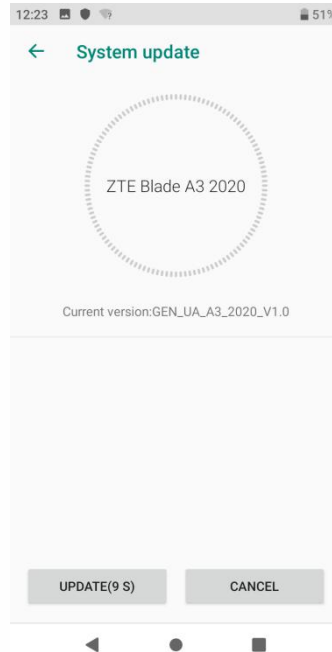 12:23 51%
System update
ZTE Blade A3 2020
Current version:GEN_UA_A3_2020_V1.0
UPDATE(9 S) CANCEL